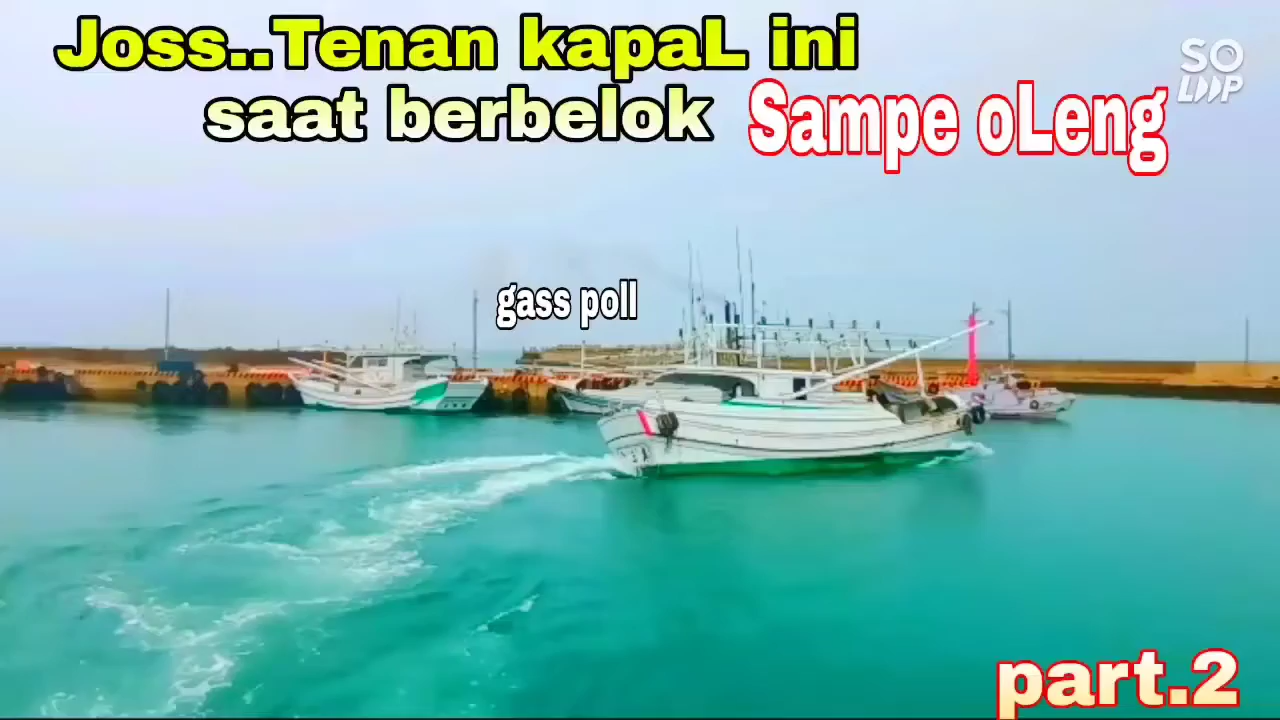 Joss..Tenan kapaL ini
saat berbelok Sampe oLeng
SO
LOOP
gass poll
part.2